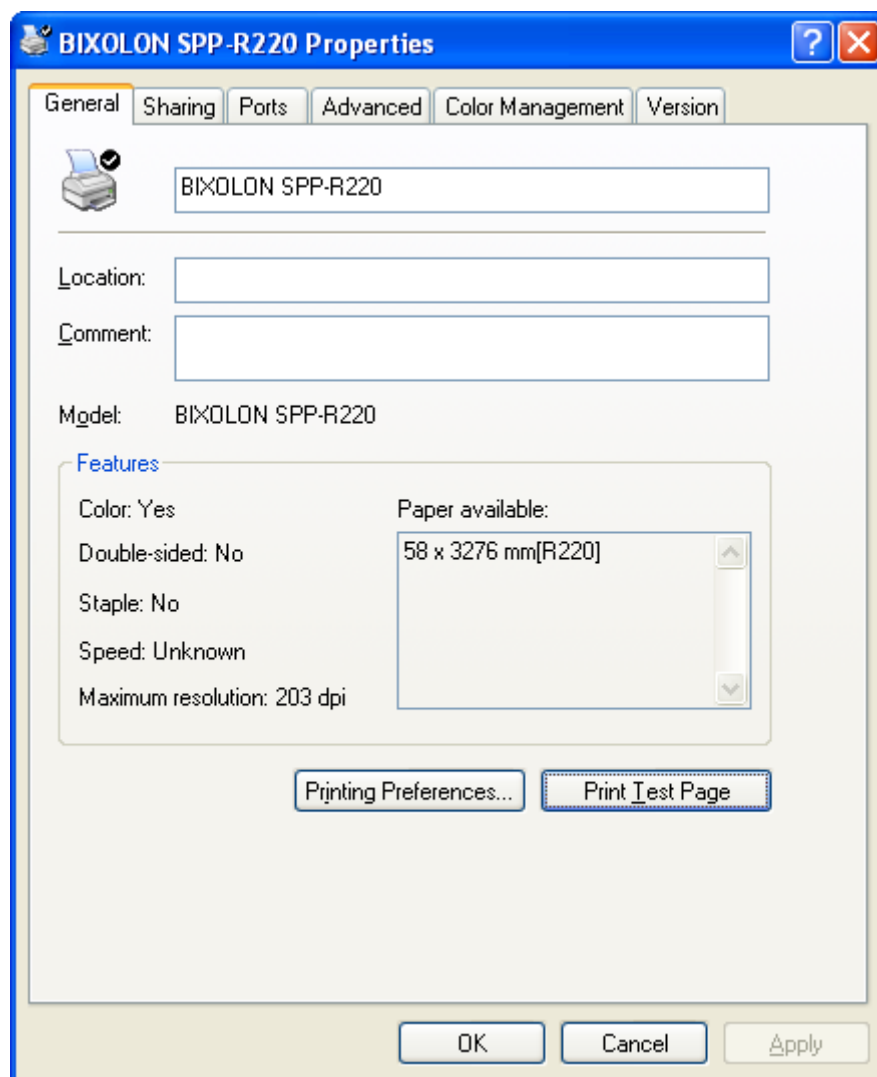 BIXOLON SPP-R220 Properties
General Sharing Ports Advanced Color Management Version
BIXOLON SPP-R220
Location:
Comment:
Model: BIXOLON SPP-R220
Features
Color: Yes
Paper available:
Double-sided: No
58 x 3276 mm[R220]
Staple: No
Speed: Unknown
Maximum resolution: 203 dpi
Printing Preferences... Print Test Page
OK Cancel Apply